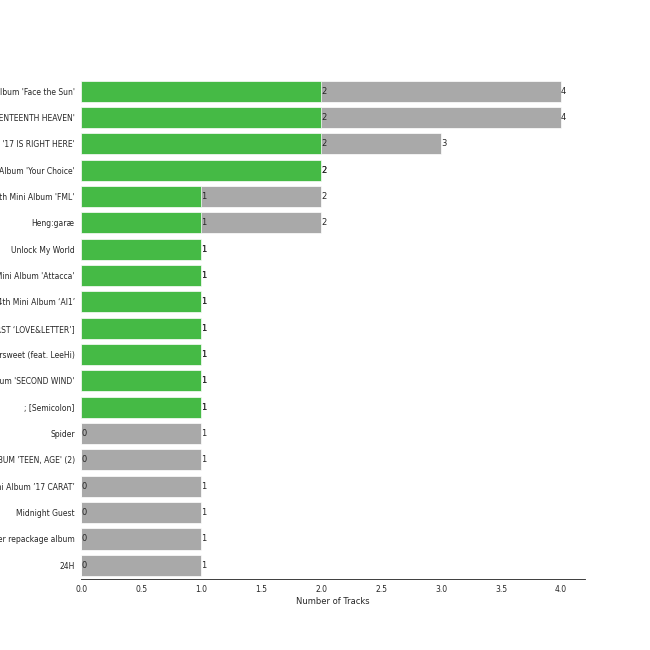 lbum 'Face the Sun' 2 4
ENTEENTH HEAVEN' 2 4
'17 IS RIGHT HERE' 2 3
Album 'Your Choice' 2
th Mini Album 'FML' 1 2
Heng:garæ 1 2
Unlock My World 1
Mini Album 'Attacca' 1
4th Mini Album 'Al1' 1
RST 'LOVE&LETTER'] 1
rsweet (feat. LeeHi) 1
um 'SECOND WIND' 1
; [Semicolon] 1
Spider 0 1
BUM 'TEEN, AGE' (2) 0 1
ni Album '17 CARAT' 0 1
Midnight Guest 0 1
er repackage album 0 1
24H 0 1
0.0 0.5 1.0 1.5 2.0 2.5 3.0 3.5 4.0
Number of Tracks